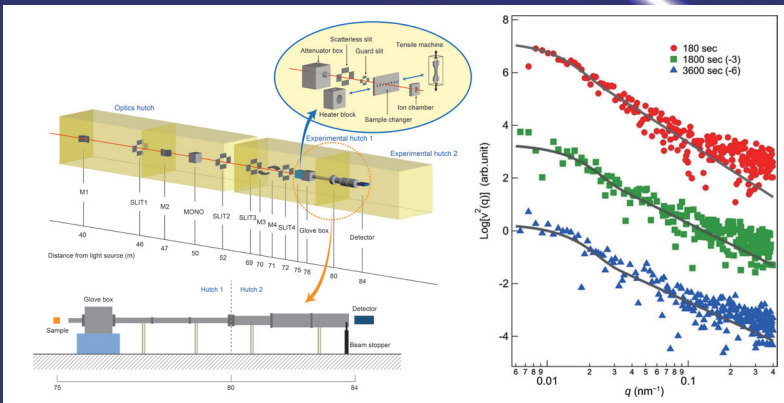 Scatterless slit
Attenuator box
Guard slit
Tensile machine
Ion chamber
Heater block
Sample changer
Optics hutch
Experimental hutch 1
Experimental hutch 2
M1
SLIT1
M2
MONO
SLIT2
SLIT3
M3
M4
SLIT4
Glove box
Detector
Distance from light source (m)
40
46
47
50
52
69
70
71
72
75
76
80
84
Hutch 1
Hutch 2
Glove box
Sample
Detector
Beam stopper
75
80
84
180 sec
1800 sec (-3)
3600 sec (-6)
Log[v²(q)] (arb.unit)
8
6
4
2
0
-2
-4
6 7 8 9
0.01
2 3 4 5 6 7 8 9
0.1
2 3 4
q (nm⁻¹)